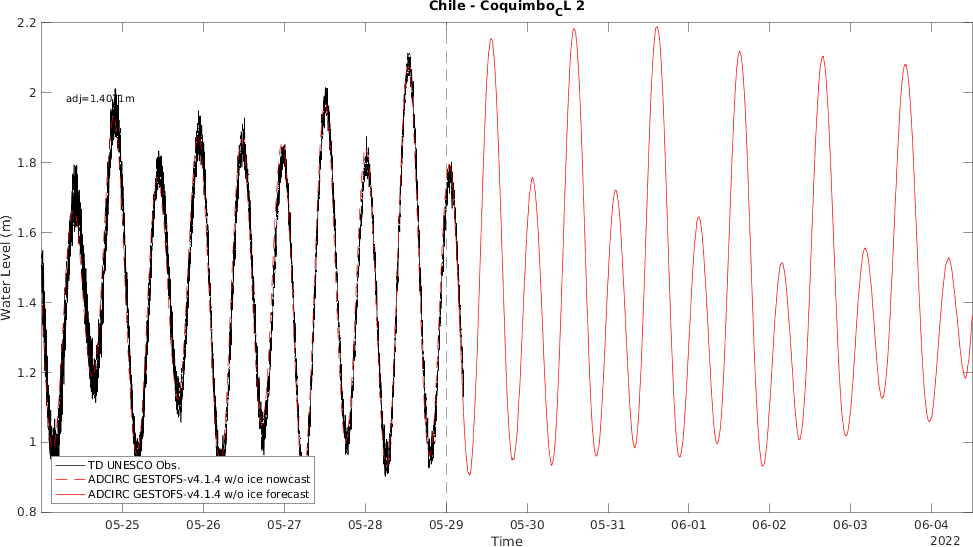 Chile - Coquimbo_CL 2
2.2
2
1.8
1.6
1.4
1.2
1
0.8
Water Level (m)
adj=1.4071m
TD UNESCO Obs.
ADCIRC GESTOFS-v4.1.4 w/o ice nowcast
ADCIRC GESTOFS-v4.1.4 w/o ice forecast
05-25 05-26 05-27 05-28 05-29 05-30 05-31 06-01 06-02 06-03 06-04
Time
2022